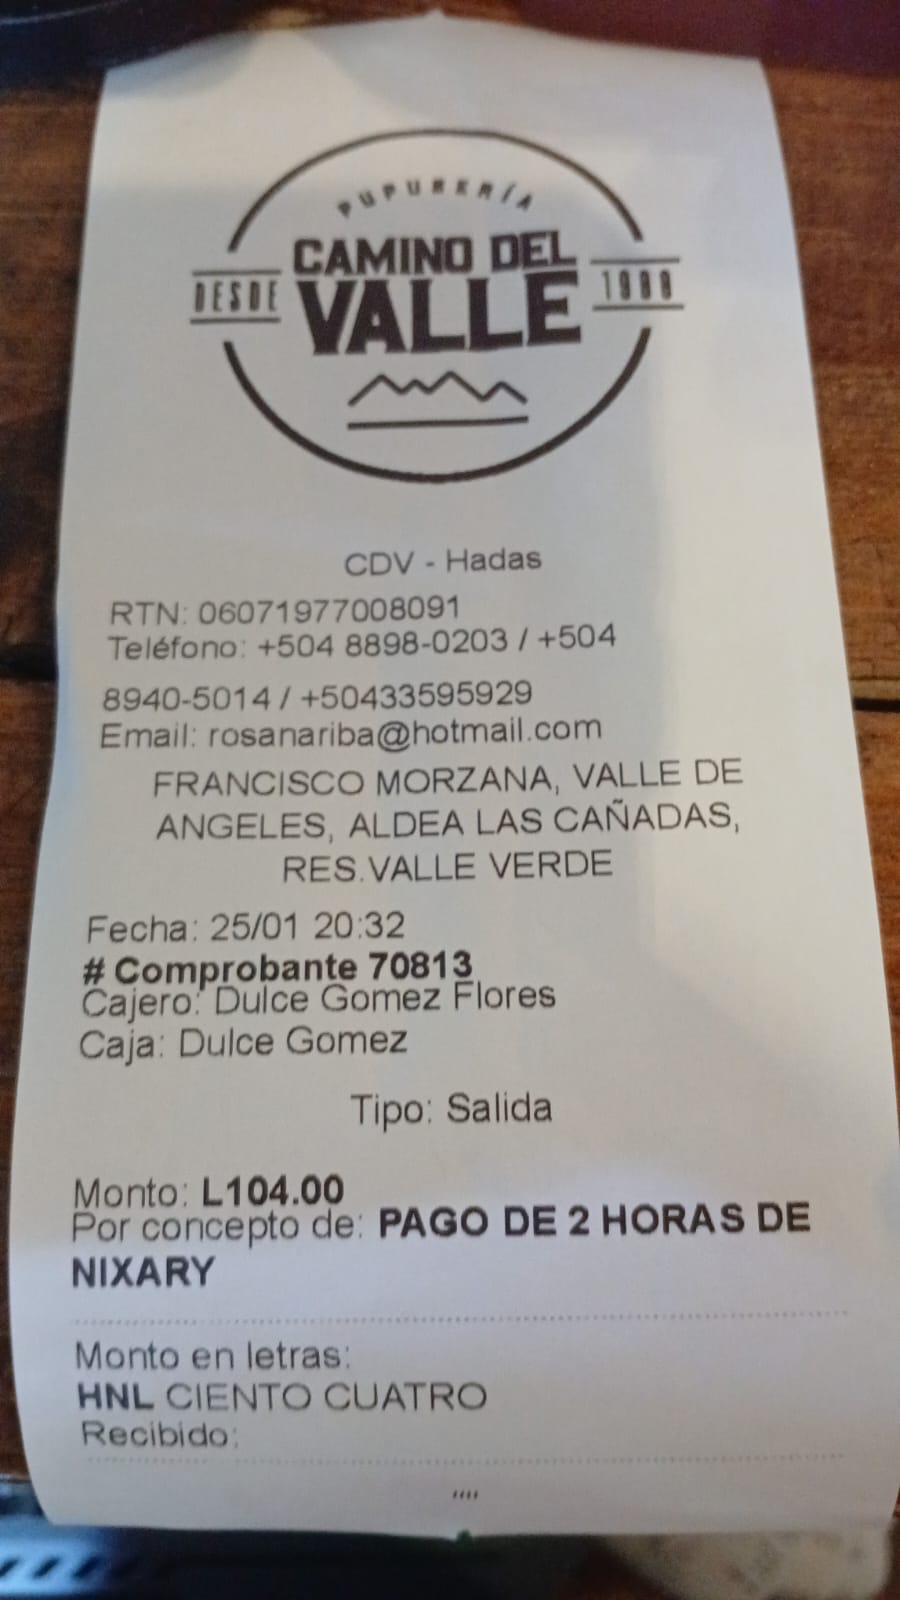 PUPUSERÍA
CAMINO DEL
DESDE VALLE 1989
CDV - Hadas
RTN: 06071977008091
Teléfono: +504 8898-0203 / +504
8940-5014 / +50433595929
Email: rosanariba@hotmail.com
FRANCISCO MORZANA, VALLE DE
ANGELES, ALDEA LAS CAÑADAS,
RES.VALLE VERDE
Fecha: 25/01 20:32
# Comprobante 70813
Cajero: Dulce Gomez Flores
Caja: Dulce Gomez
Tipo: Salida
Monto: L104.00
Por concepto de: PAGO DE 2 HORAS DE
NIXARY
Monto en letras:
HNL CIENTO CUATRO
Recibido:
,,,,